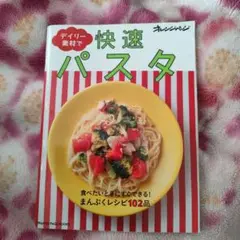 デイリー
素材で
オレンジページ
快速
パスタ
食べたいときにすぐできる!
まんぷくレシピ102品